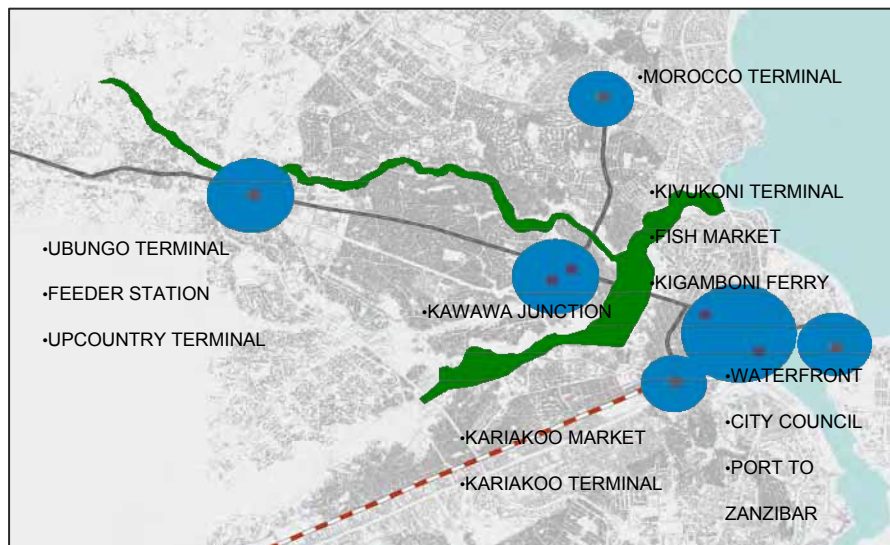 •MOROCCO TERMINAL
•KIVUKONI TERMINAL
•FISH MARKET
•KIGAMBONI FERRY
•UBUNGO TERMINAL
•FEEDER STATION
•UPCOUNTRY TERMINAL
•KAWAWA JUNCTION
•WATERFRONT
•CITY COUNCIL
•PORT TO
ZANZIBAR
•KARIAKOO MARKET
•KARIAKOO TERMINAL